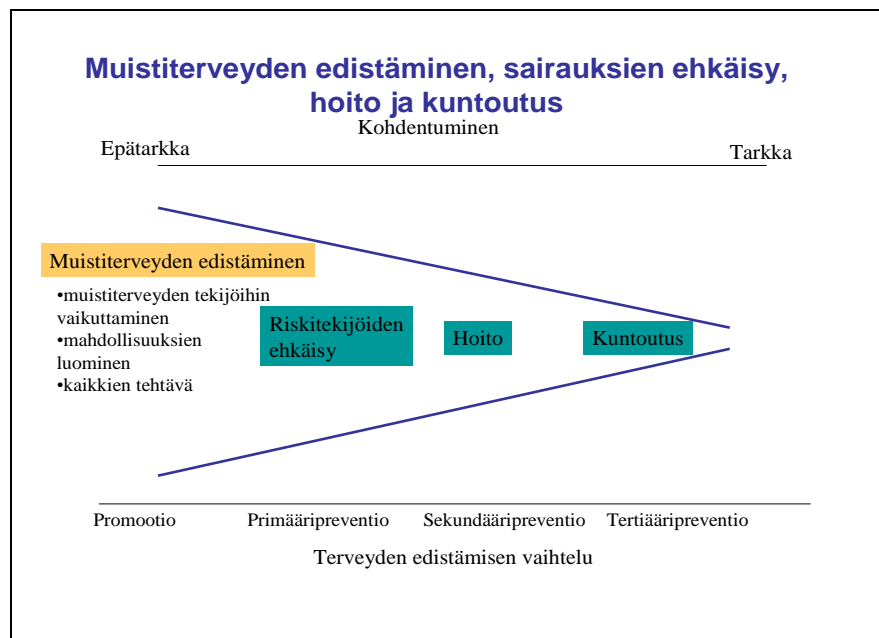 Muistiterveyden edistäminen, sairauksien ehkäisy,
hoito ja kuntoutus
Kohdentuminen
Epätarkka
Tarkka
Muistiterveyden edistäminen
•muistiterveyden tekijöihin
vaikuttaminen
•mahdollisuuksien
luominen
•kaikkien tehtävä
Riskitekijöiden
ehkäisy
Hoito
Kuntoutus
Promootio
Primääripreventio
Sekundääripreventio
Tertiääripreventio
Terveyden edistämisen vaihtelu